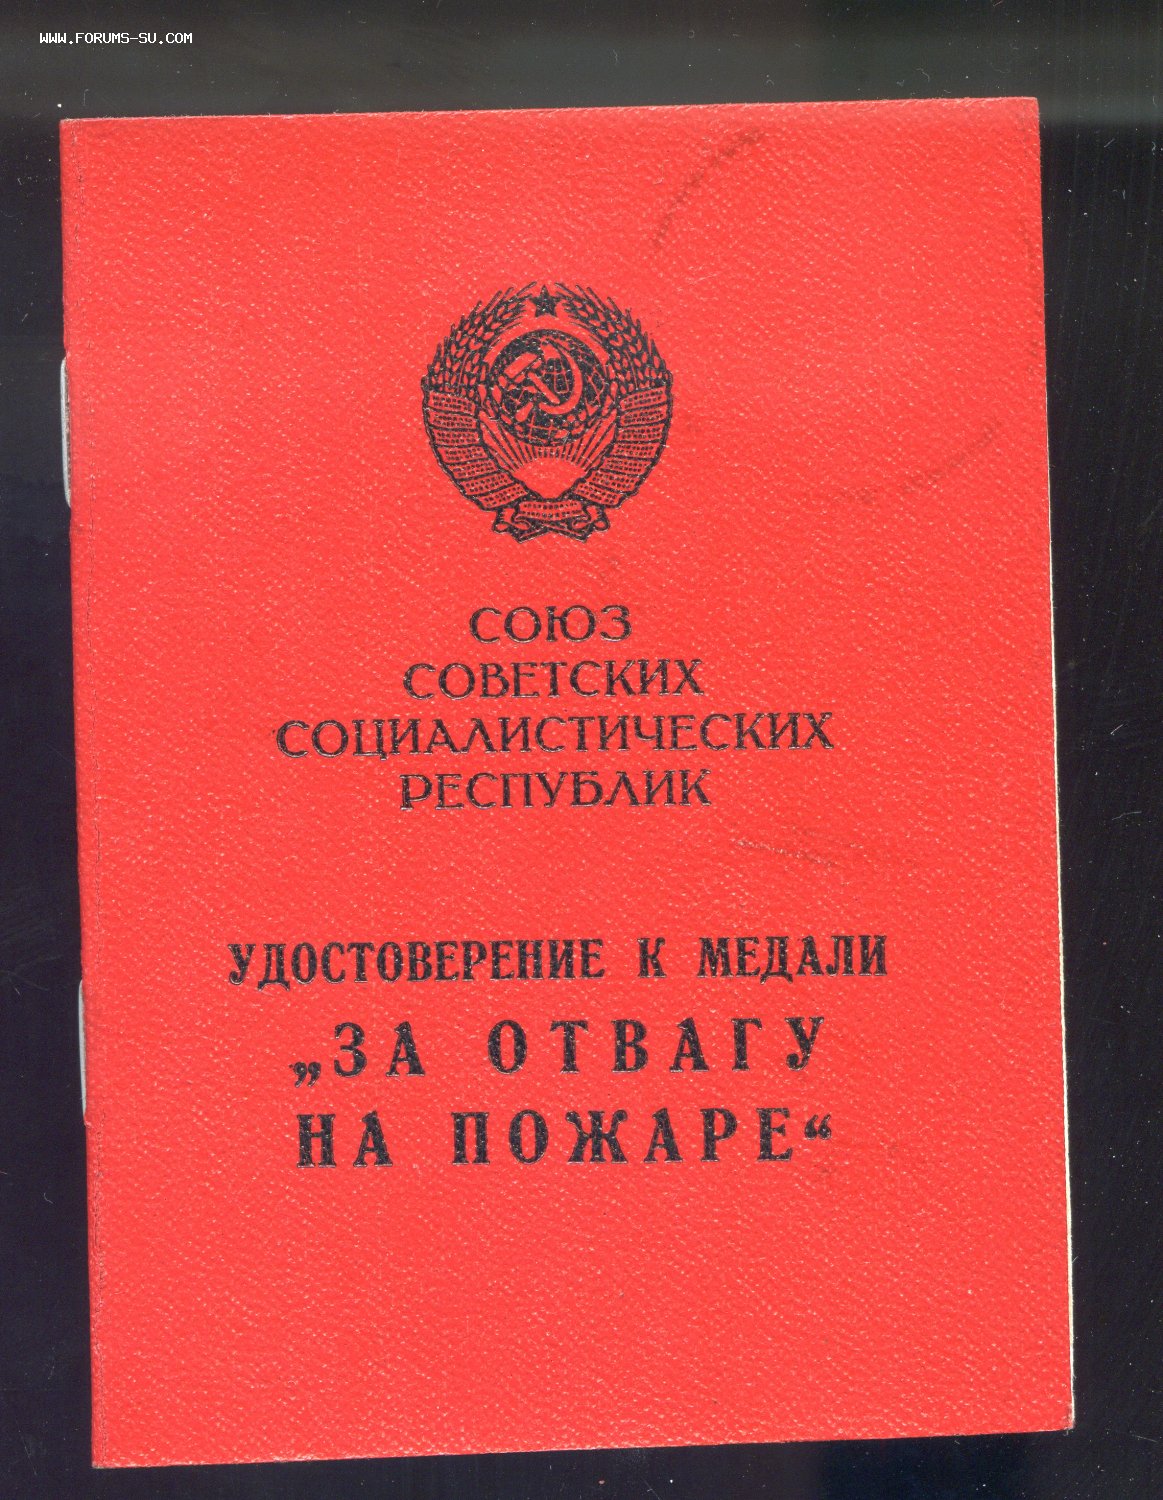 WWW.FORUMS-SU.COM
СОЮЗ
СОВЕТСКИХ
СОЦИАЛИСТИЧЕСКИХ
РЕСПУБЛИК
УДОСТОВЕРЕНИЕ К МЕДАЛИ
„ЗА ОТВАГУ
НА ПОЖАРЕ“